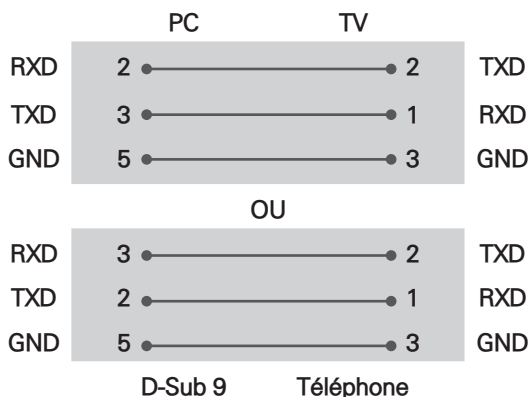 PC TV
RXD 2 2 TXD
TXD 3 1 RXD
GND 5 3 GND
OU
RXD 3 2 TXD
TXD 2 1 RXD
GND 5 3 GND
D-Sub 9 Téléphone